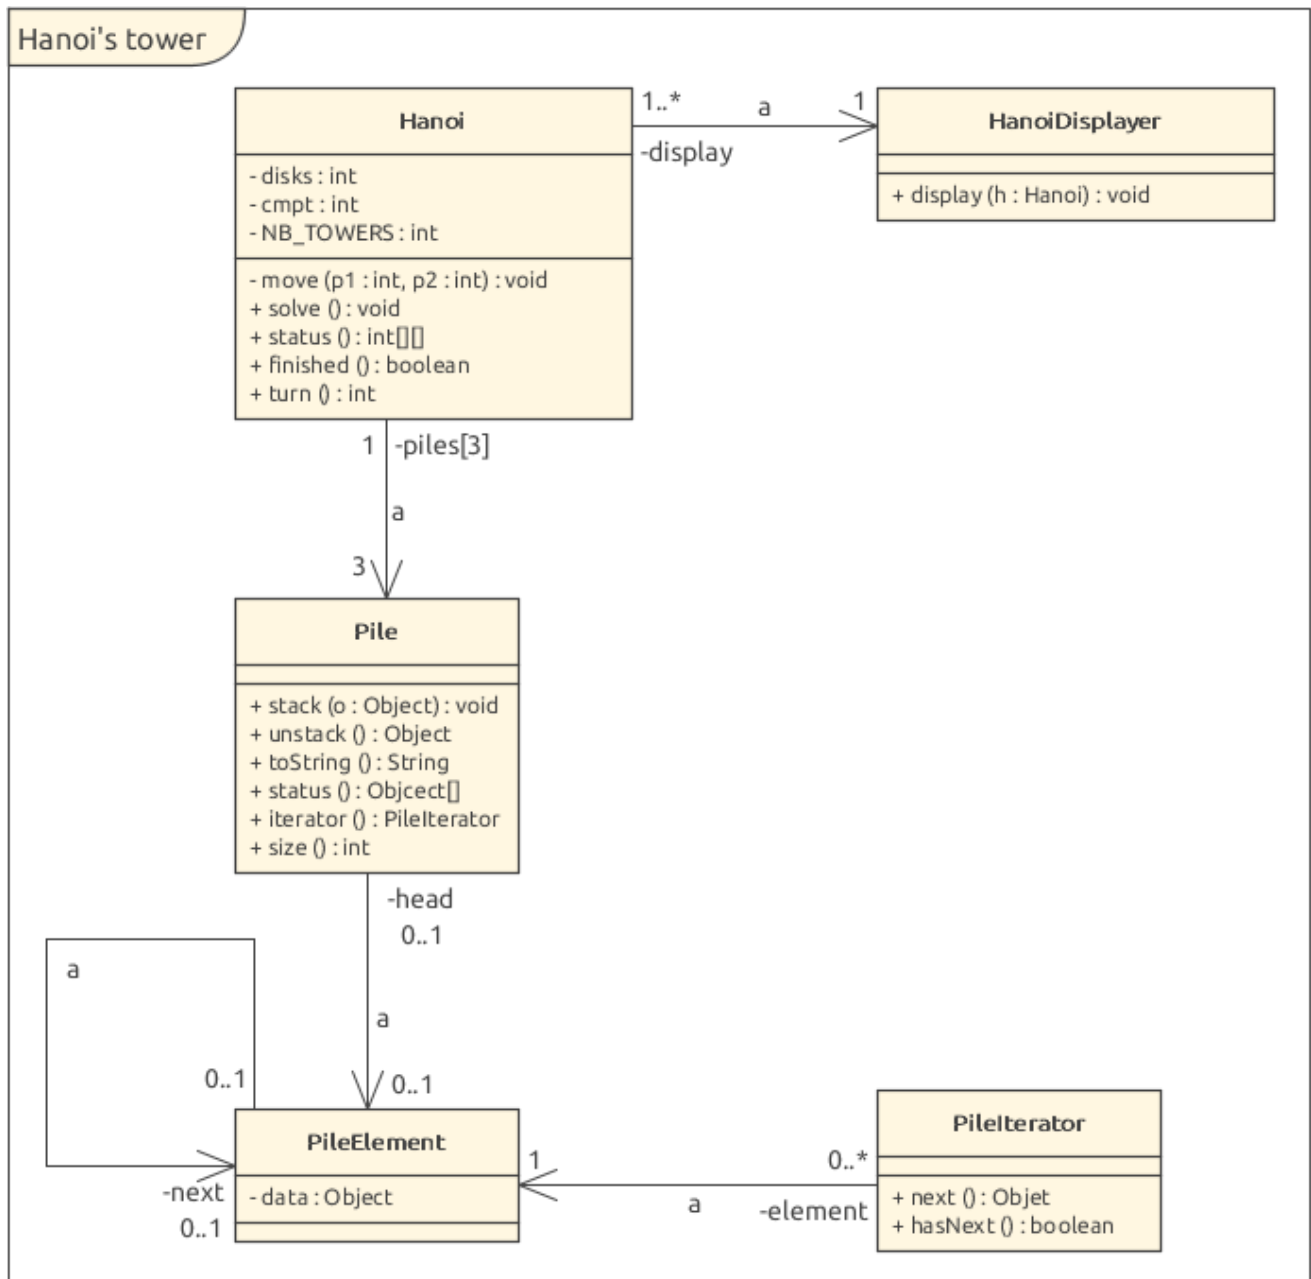 Hanoi's tower
Hanoi
- disks : int
- cmpt : int
- NB_TOWERS : int
- move (p1 : int, p2 : int) : void
+ solve () : void
+ status () : int[][]
+ finished () : boolean
+ turn () : int
1..*
a
1
-display
HanoiDisplayer
+ display (h : Hanoi) : void
1
-piles[3]
a
3
Pile
+ stack (o : Object) : void
+ unstack () : Object
+ toString () : String
+ status () : Objcect[]
+ iterator () : PileIterator
+ size () : int
-head
0..1
a
0..1
a
0..1
-next
0..1
PileElement
- data : Object
1
a
0..*
-element
PileIterator
+ next () : Objet
+ hasNext () : boolean